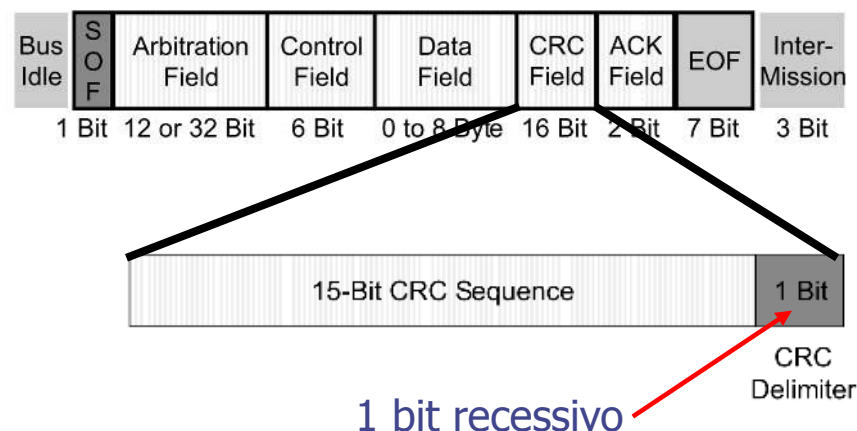 Bus Idle
SOF
Arbitration Field
Control Field
Data Field
CRC Field
ACK Field
EOF
Inter-Mission
1 Bit 12 or 32 Bit 6 Bit 0 to 8 Byte 16 Bit 2 Bit 7 Bit 3 Bit
15-Bit CRC Sequence
1 Bit
CRC
Delimiter
1 bit recessivo